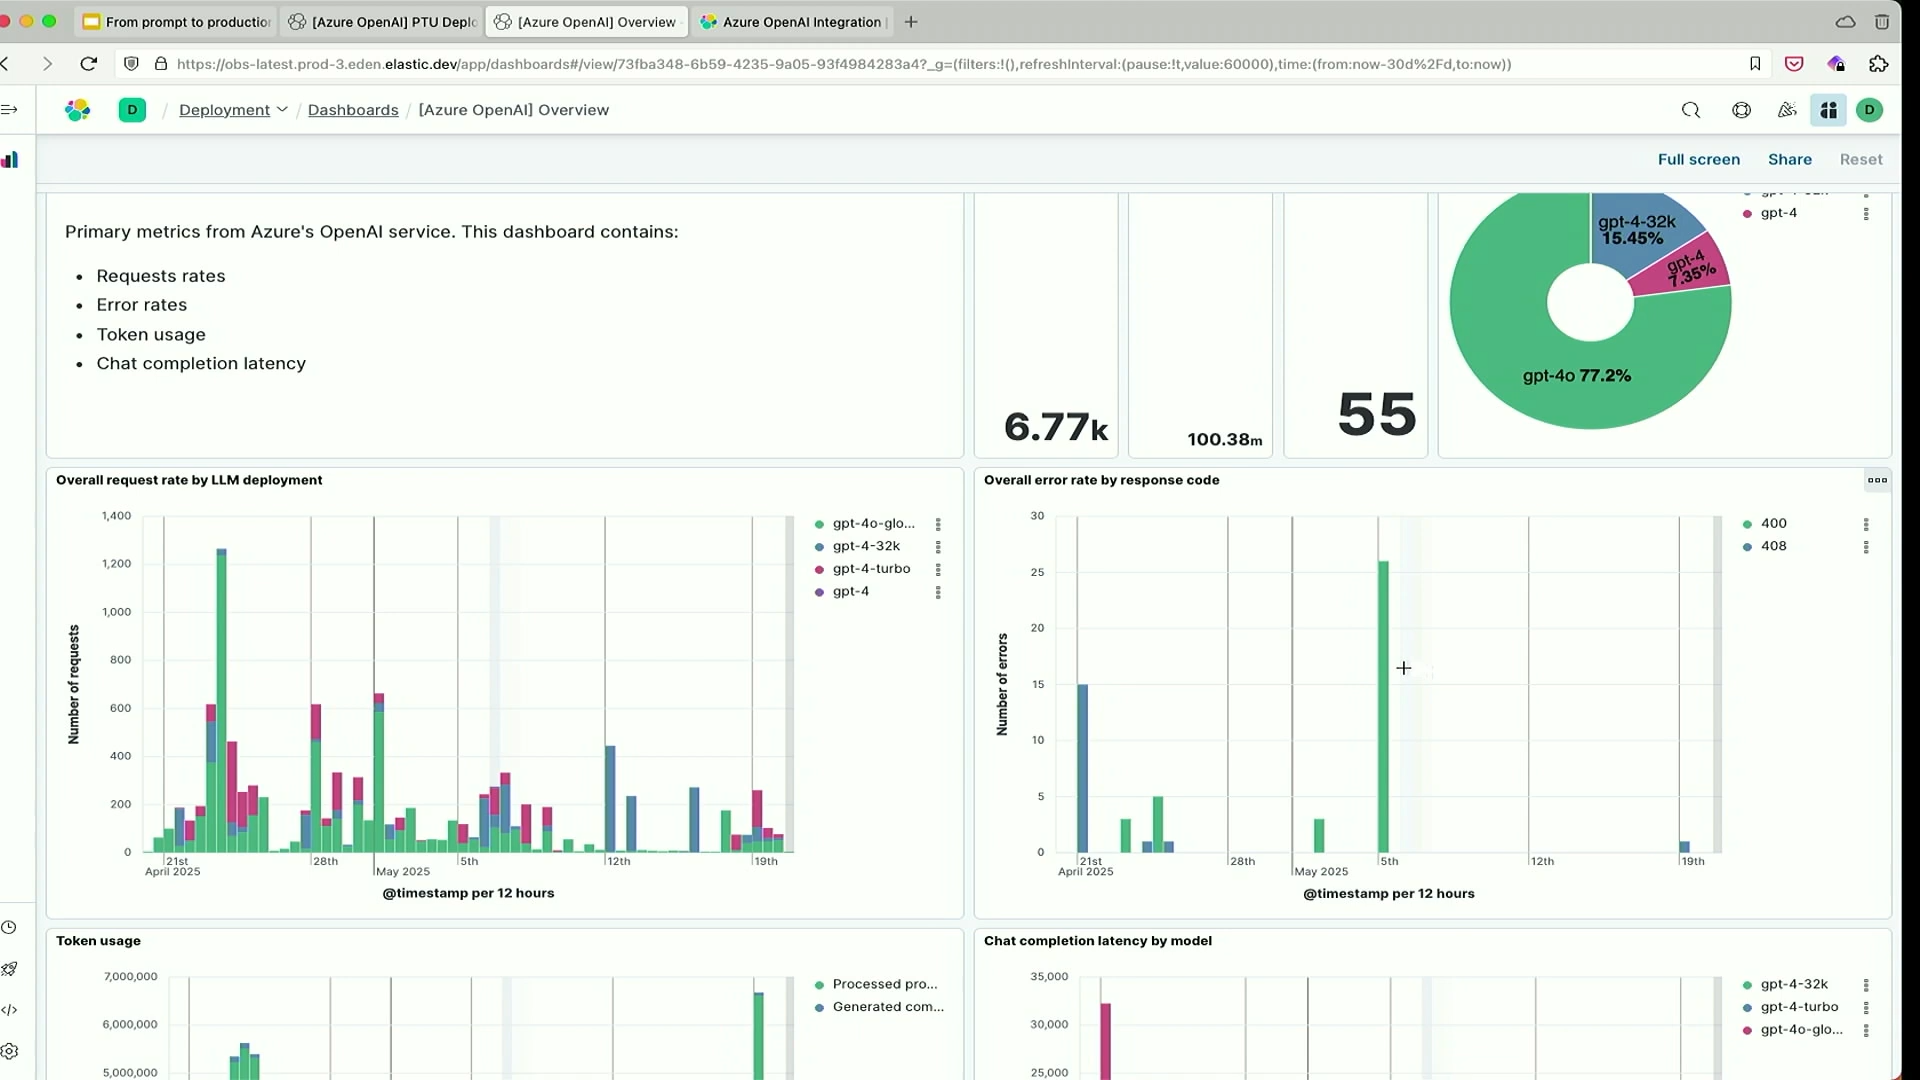 From prompt to productior
[Azure OpenAI] PTU Deplo
[Azure OpenAI] Overview
Azure OpenAI Integration |
https://obs-latest.prod-3.eden.elastic.dev/app/dashboards#/view/73fba348-6b59-4235-9a05-93f4984283a4?_g=(filters:!(),refreshInterval:(pause:!t,value:60000),time:(from:now-30d%2Fd,to:now))
D / Deployment / Dashboards / [Azure OpenAI] Overview D
Full screen Share Reset
Primary metrics from Azure's OpenAI service. This dashboard contains:
• Requests rates
• Error rates
• Token usage
• Chat completion latency
6.77k
100.38m
55
gpt-4-32k
15.45%
gpt-4
7.35%
gpt-4o 77.2%
gpt-4
Overall request rate by LLM deployment
1,400
1,200
1,000
800
600
400
200
0
Number of requests
21st
28th
5th
12th
19th
April 2025
May 2025
@timestamp per 12 hours
gpt-4o-glo...
gpt-4-32k
gpt-4-turbo
gpt-4
Overall error rate by response code
30
25
20
15
10
5
0
Number of errors
21st
28th
5th
12th
19th
April 2025
May 2025
@timestamp per 12 hours
400
408
Token usage
7,000,000
6,000,000
5,000,000
Processed pro...
Generated com...
Chat completion latency by model
35,000
30,000
25,000
gpt-4-32k
gpt-4-turbo
gpt-4o-glo...